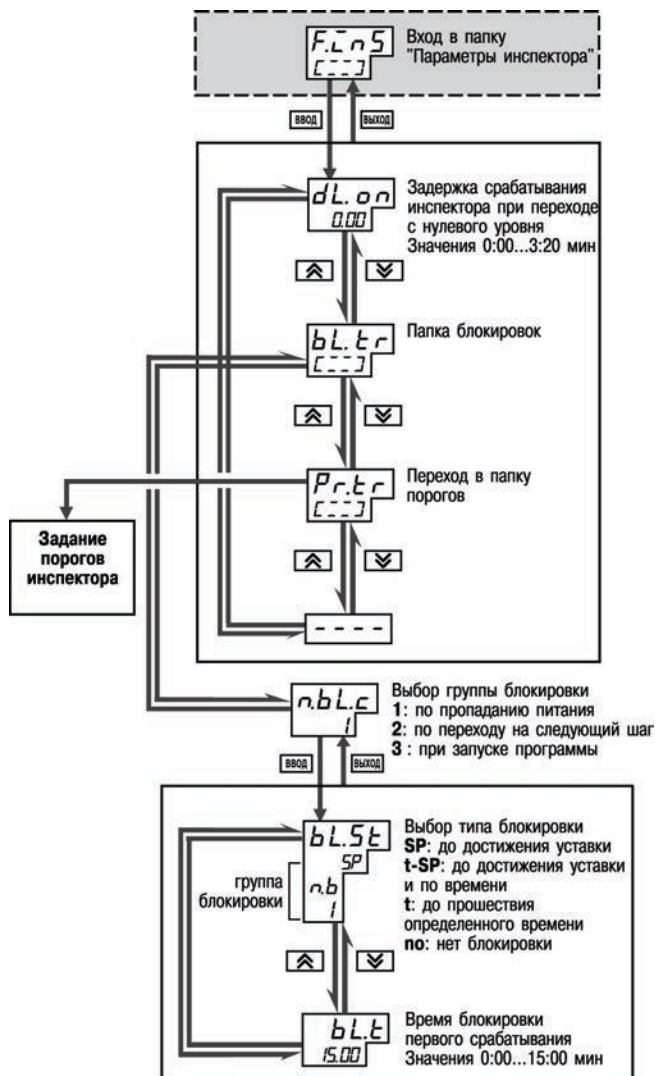 F.InS
[---]
Вход в папку
"Параметры инспектора"
ВВОД
ВЫХОД
dL.on
0.00
Задержка срабатывания
инспектора при переходе
с нулевого уровня
Значения 0:00...3:20 мин
bL.tr
[---]
Папка блокировок
Pr.tr
[---]
Переход в папку
порогов
Задание
порогов
инспектора
----
n.bL.c
1
Выбор группы блокировки
1: по пропаданию питания
2: по переходу на следующий шаг
3 : при запуске программы
ВВОД
ВЫХОД
bL.St
SP
n.b
1
группа
блокировки
Выбор типа блокировки
SP: до достижения уставки
t-SP: до достижения уставки
и по времени
t: до прошествия
определенного времени
no: нет блокировки
bL.t
15.00
Время блокировки
первого срабатывания
Значения 0:00...15:00 мин